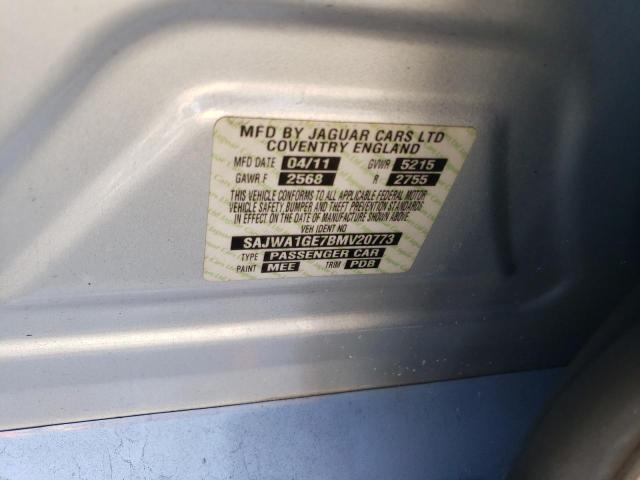 MFD BY JAGUAR CARS LTD
COVENTRY ENGLAND
MFD DATE 04/11 GVWR 5215
GAWR F 2568 R 2755
THIS VEHICLE CONFORMS TO ALL APPLICABLE FEDERAL MOTOR
VEHICLE SAFETY, BUMPER AND THEFT PREVENTION STANDARDS
IN EFFECT ON THE DATE OF MANUFACTURE SHOWN ABOVE.
VEH IDENT NO
SAJWA1GE7BMV20773
TYPE PASSENGER CAR
PAINT MEE TRIM PDB